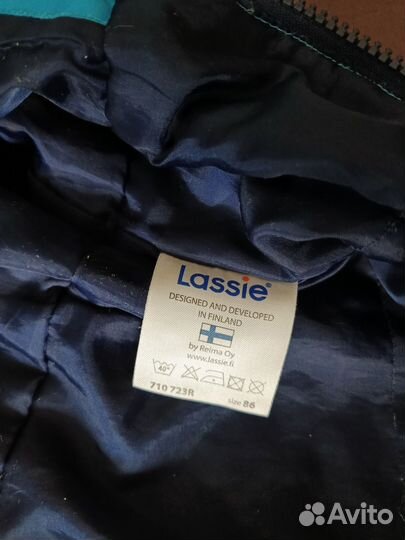 Lassie®
DESIGNED AND DEVELOPED
IN FINLAND
by Reima Oy
www.lassie.fi
40°
710 723R size 86
Avito